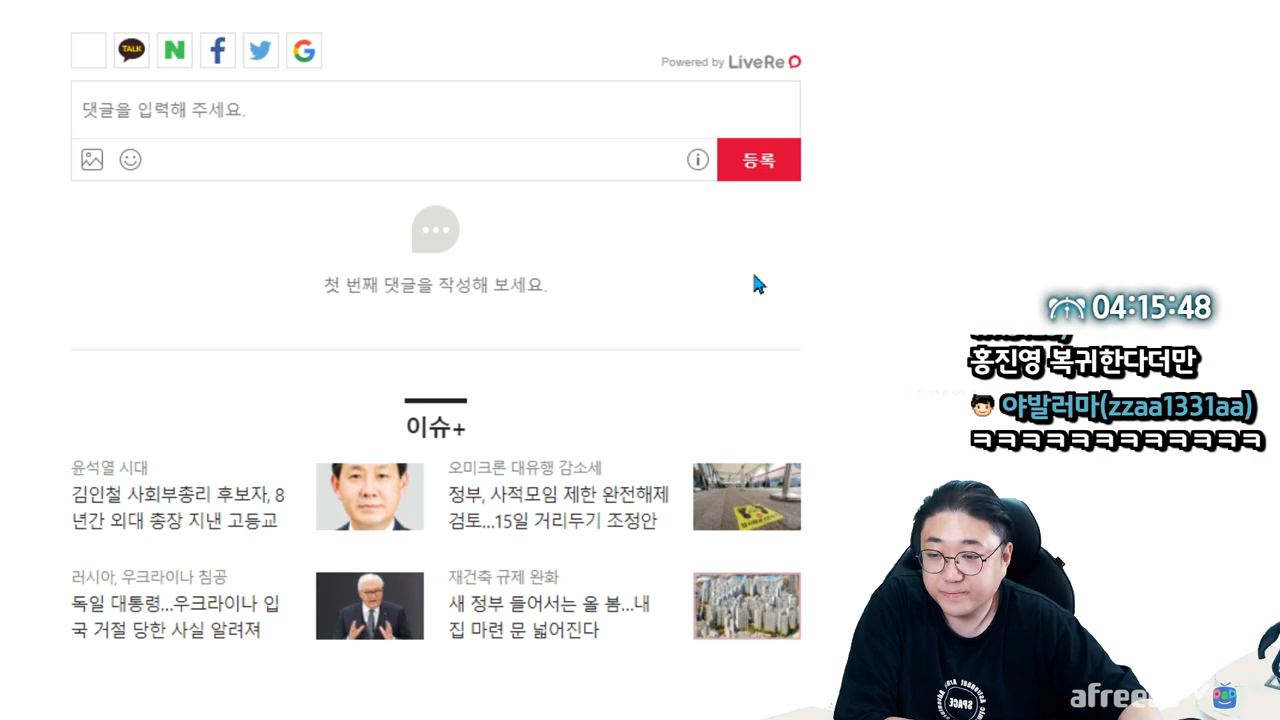 TALK
N
f
G
Powered by LiveRe
댓글을 입력해 주세요.
등록
첫 번째 댓글을 작성해 보세요.
이슈+
윤석열 시대
김인철 사회부총리 후보자, 8
년간 외대 총장 지낸 고등교
오미크론 대유행 감소세
정부, 사적모임 제한 완전해제
검토...15일 거리두기 조정안
러시아, 우크라이나 침공
독일 대통령...우크라이나 입
국 거절 당한 사실 알려져
재건축 규제 완화
새 정부 들어서는 올 봄...내
집 마련 문 넓어진다
04:15:48
홍진영 복귀한다더만
야발러마(zzaa1331aa)
ㅋㅋㅋㅋㅋㅋㅋㅋㅋㅋㅋㅋ
SPACE